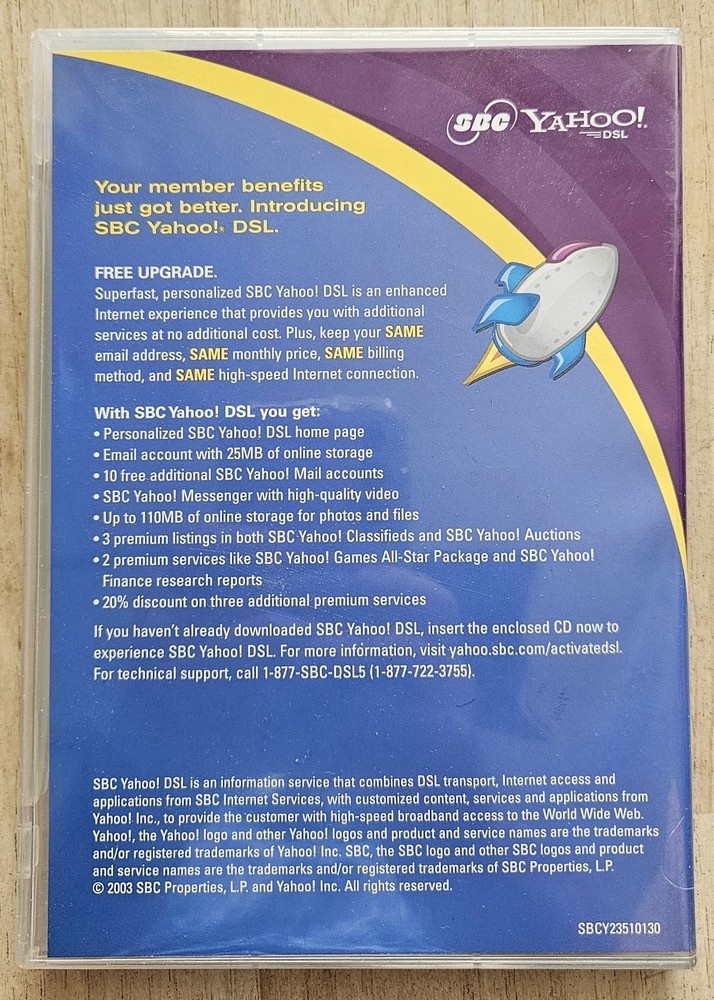 SBC YAHOO!
DSL
Your member benefits
just got better. Introducing
SBC Yahoo! DSL.
FREE UPGRADE.
Superfast, personalized SBC Yahoo! DSL is an enhanced
Internet experience that provides you with additional
services at no additional cost. Plus, keep your SAME
email address, SAME monthly price, SAME billing
method, and SAME high-speed Internet connection.
With SBC Yahoo! DSL you get:
• Personalized SBC Yahoo! DSL home page
• Email account with 25MB of online storage
• 10 free additional SBC Yahoo! Mail accounts
• SBC Yahoo! Messenger with high-quality video
• Up to 110MB of online storage for photos and files
• 3 premium listings in both SBC Yahoo! Classifieds and SBC Yahoo! Auctions
• 2 premium services like SBC Yahoo! Games All-Star Package and SBC Yahoo!
Finance research reports
• 20% discount on three additional premium services
If you haven't already downloaded SBC Yahoo! DSL, insert the enclosed CD now to
experience SBC Yahoo! DSL. For more information, visit yahoo.sbc.com/activatedsl.
For technical support, call 1-877-SBC-DSL5 (1-877-722-3755).
SBC Yahoo! DSL is an information service that combines DSL transport, Internet access and
applications from SBC Internet Services, with customized content, services and applications from
Yahoo! Inc., to provide the customer with high-speed broadband access to the World Wide Web.
Yahoo!, the Yahoo! logo and other Yahoo! logos and product and service names are the trademarks
and/or registered trademarks of Yahoo! Inc. SBC, the SBC logo and other SBC logos and product
and service names are the trademarks and/or registered trademarks of SBC Properties, L.P.
© 2003 SBC Properties, L.P. and Yahoo! Inc. All rights reserved.
SBCY23510130